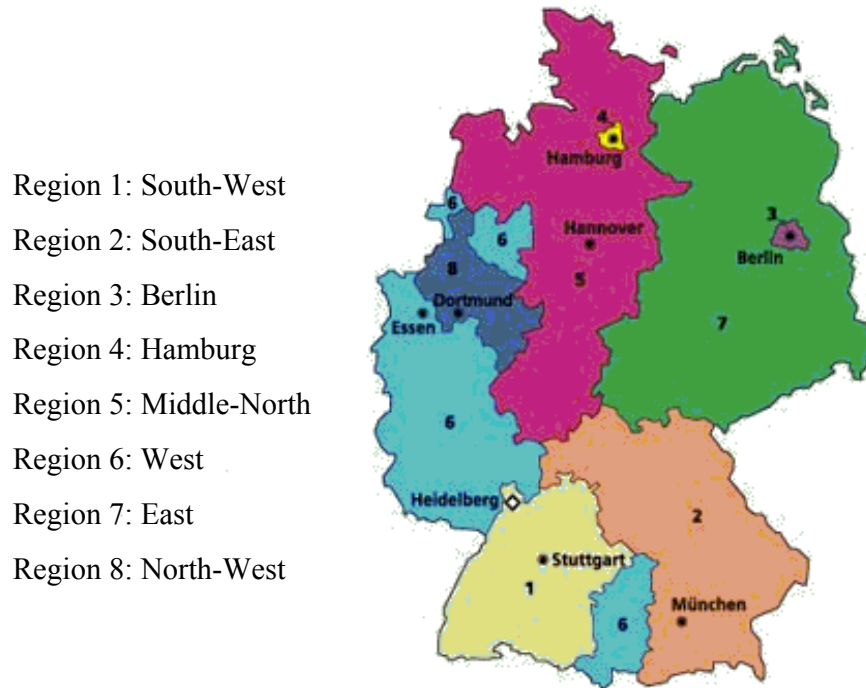 Region 1: South-West
Region 2: South-East
Region 3: Berlin
Region 4: Hamburg
Region 5: Middle-North
Region 6: West
Region 7: East
Region 8: North-West
4
Hamburg
6
6
Hannover
3
Berlin
8
5
Dortmund
Essen
7
6
Heidelberg
2
Stuttgart
1
München
6